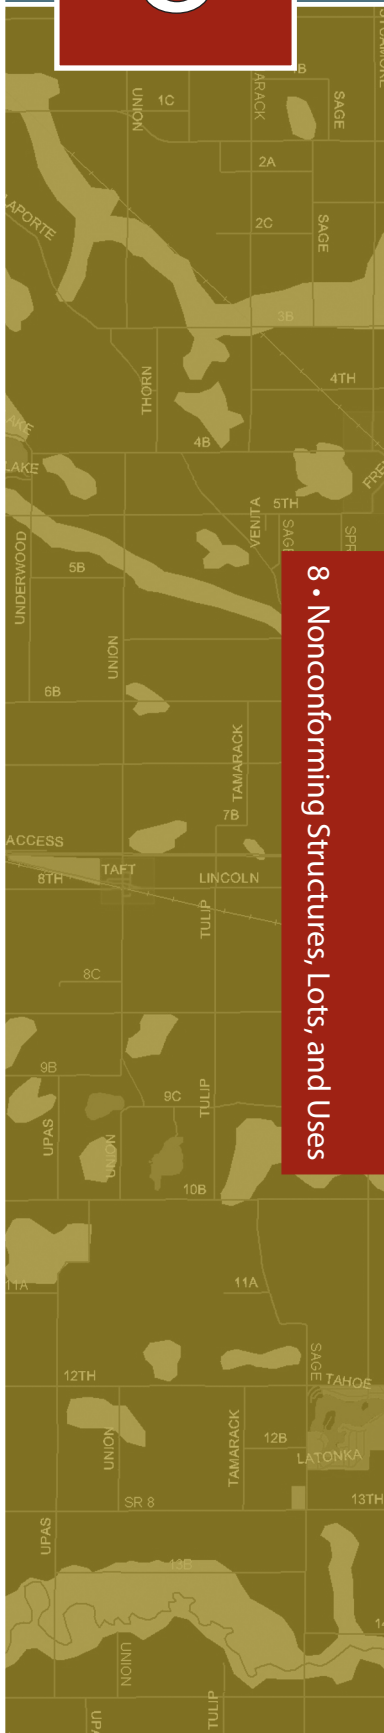 1C
UNION
SAGE
2A
LAPORTE
2C
SAGE
3B
THORN
4TH
4B
LAKE
5TH
VENITA
UNDERWOOD
5B
8 • Nonconforming Structures, Lots, and Uses
UNION
6B
TAMARACK
7B
ACCESS
8TH
TAFT
LINCOLN
TULIP
8C
9B
9C
TULIP
UPAS
UNION
10B
11A
11A
SAGE
TAHOE
12TH
UNION
TAMARACK
12B
LATONKA
SR 8
13TH
UPAS
13B
UNION
TULIP